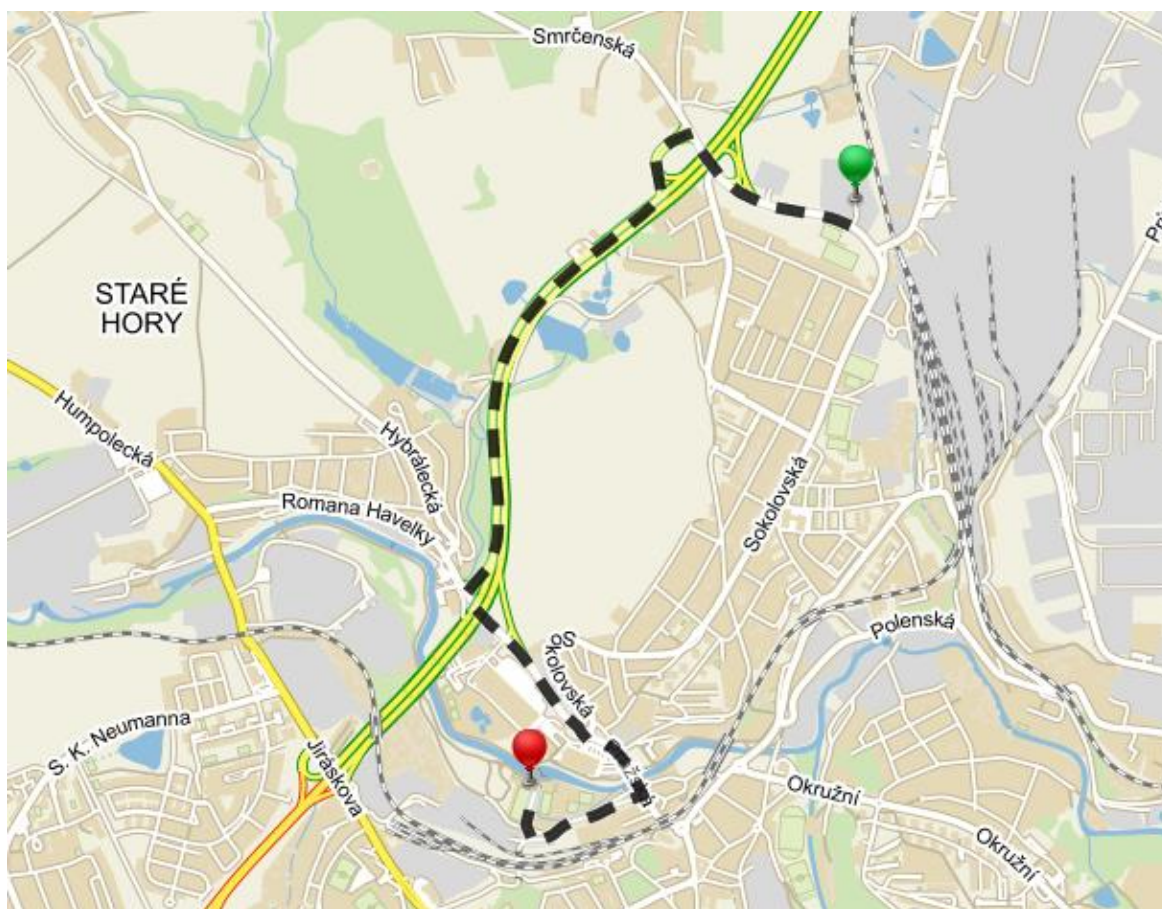 Smrčenská
STARÉ
HORY
Humpolecká
Hybrálecká
Romana Havelky
Sokolovská
Sokolovská
Polenská
S. K. Neumanna
Jiráskova
Okružní
Okružní